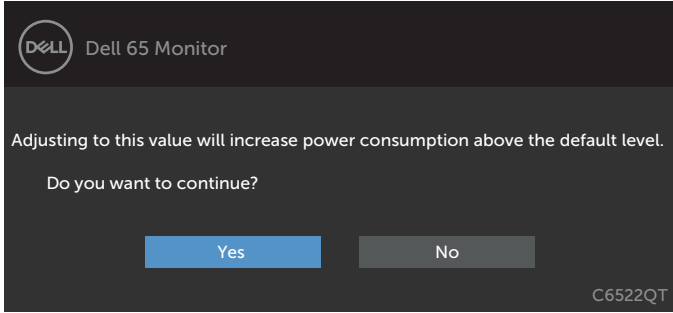 DELL
Dell 65 Monitor
Adjusting to this value will increase power consumption above the default level.
Do you want to continue?
Yes
No
C6522QT